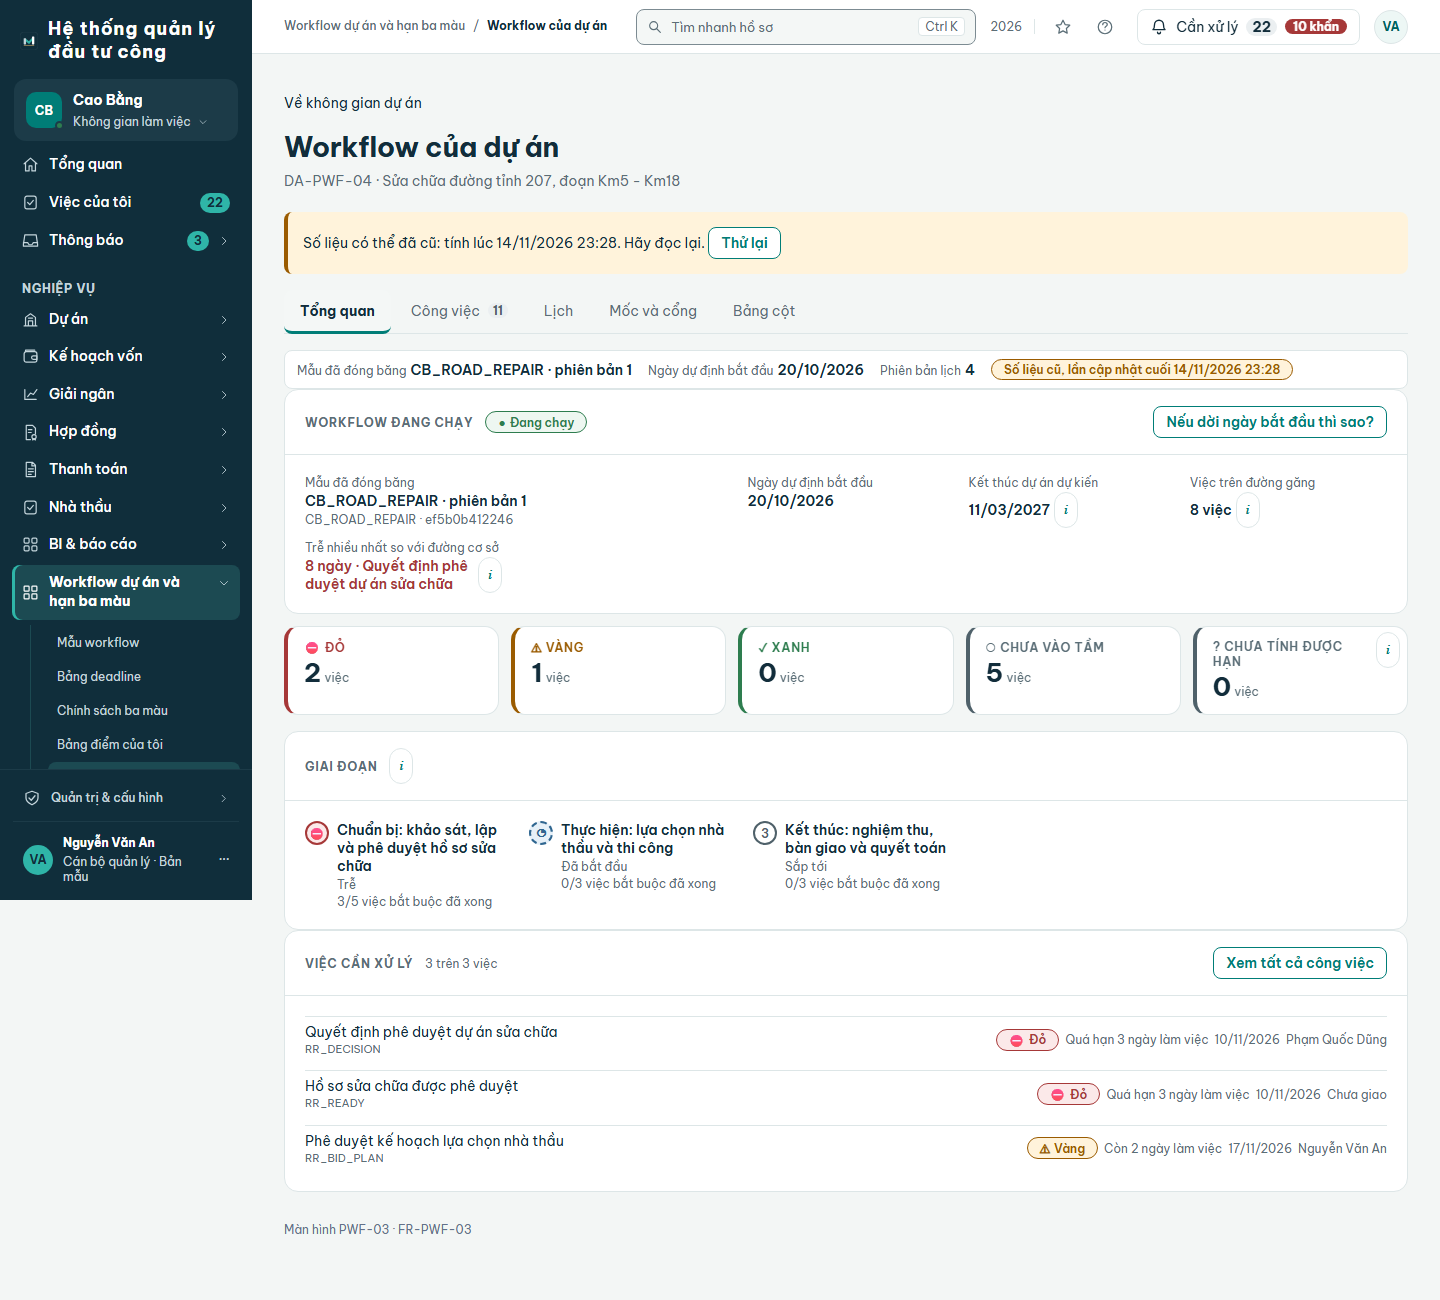 Hệ thống quản lý
đầu tư công
CB
Cao Bằng
Không gian làm việc
Tổng quan
Việc của tôi 22
Thông báo 3
NGHIỆP VỤ
Dự án
Kế hoạch vốn
Giải ngân
Hợp đồng
Thanh toán
Nhà thầu
BI & báo cáo
Workflow dự án và
hạn ba màu
Mẫu workflow
Bảng deadline
Chính sách ba màu
Bảng điểm của tôi
Quản trị & cấu hình
VA
Nguyễn Văn An
Cán bộ quản lý · Bản
mẫu
Workflow dự án và hạn ba màu / Workflow của dự án
Tìm nhanh hồ sơ Ctrl K
2026
Cần xử lý 22 10 khẩn
VA
Về không gian dự án
Workflow của dự án
DA-PWF-04 · Sửa chữa đường tỉnh 207, đoạn Km5 - Km18
Số liệu có thể đã cũ: tính lúc 14/11/2026 23:28. Hãy đọc lại. Thử lại
Tổng quan Công việc 11 Lịch Mốc và cổng Bảng cột
Mẫu đã đóng băng CB_ROAD_REPAIR · phiên bản 1 Ngày dự định bắt đầu 20/10/2026 Phiên bản lịch 4 Số liệu cũ, lần cập nhật cuối 14/11/2026 23:28
WORKFLOW ĐANG CHẠY ● Đang chạy Nếu dời ngày bắt đầu thì sao?
Mẫu đã đóng băng
CB_ROAD_REPAIR · phiên bản 1
CB_ROAD_REPAIR · ef5b0b412246
Ngày dự định bắt đầu
20/10/2026
Kết thúc dự án dự kiến
11/03/2027 i
Việc trên đường găng
8 việc i
Trễ nhiều nhất so với đường cơ sở
8 ngày · Quyết định phê
duyệt dự án sửa chữa i
⛔ ĐỎ
2 việc
⚠ VÀNG
1 việc
✓ XANH
0 việc
○ CHƯA VÀO TẦM
5 việc
? CHƯA TÍNH ĐƯỢC
HẠN i
0 việc
GIAI ĐOẠN i
Chuẩn bị: khảo sát, lập
và phê duyệt hồ sơ sửa
chữa
Trễ
3/5 việc bắt buộc đã xong
Thực hiện: lựa chọn nhà
thầu và thi công
Đã bắt đầu
0/3 việc bắt buộc đã xong
3
Kết thúc: nghiệm thu,
bàn giao và quyết toán
Sắp tới
0/3 việc bắt buộc đã xong
VIỆC CẦN XỬ LÝ 3 trên 3 việc Xem tất cả công việc
Quyết định phê duyệt dự án sửa chữa
RR_DECISION
⛔ Đỏ Quá hạn 3 ngày làm việc 10/11/2026 Phạm Quốc Dũng
Hồ sơ sửa chữa được phê duyệt
RR_READY
⛔ Đỏ Quá hạn 3 ngày làm việc 10/11/2026 Chưa giao
Phê duyệt kế hoạch lựa chọn nhà thầu
RR_BID_PLAN
⚠ Vàng Còn 2 ngày làm việc 17/11/2026 Nguyễn Văn An
Màn hình PWF-03 · FR-PWF-03